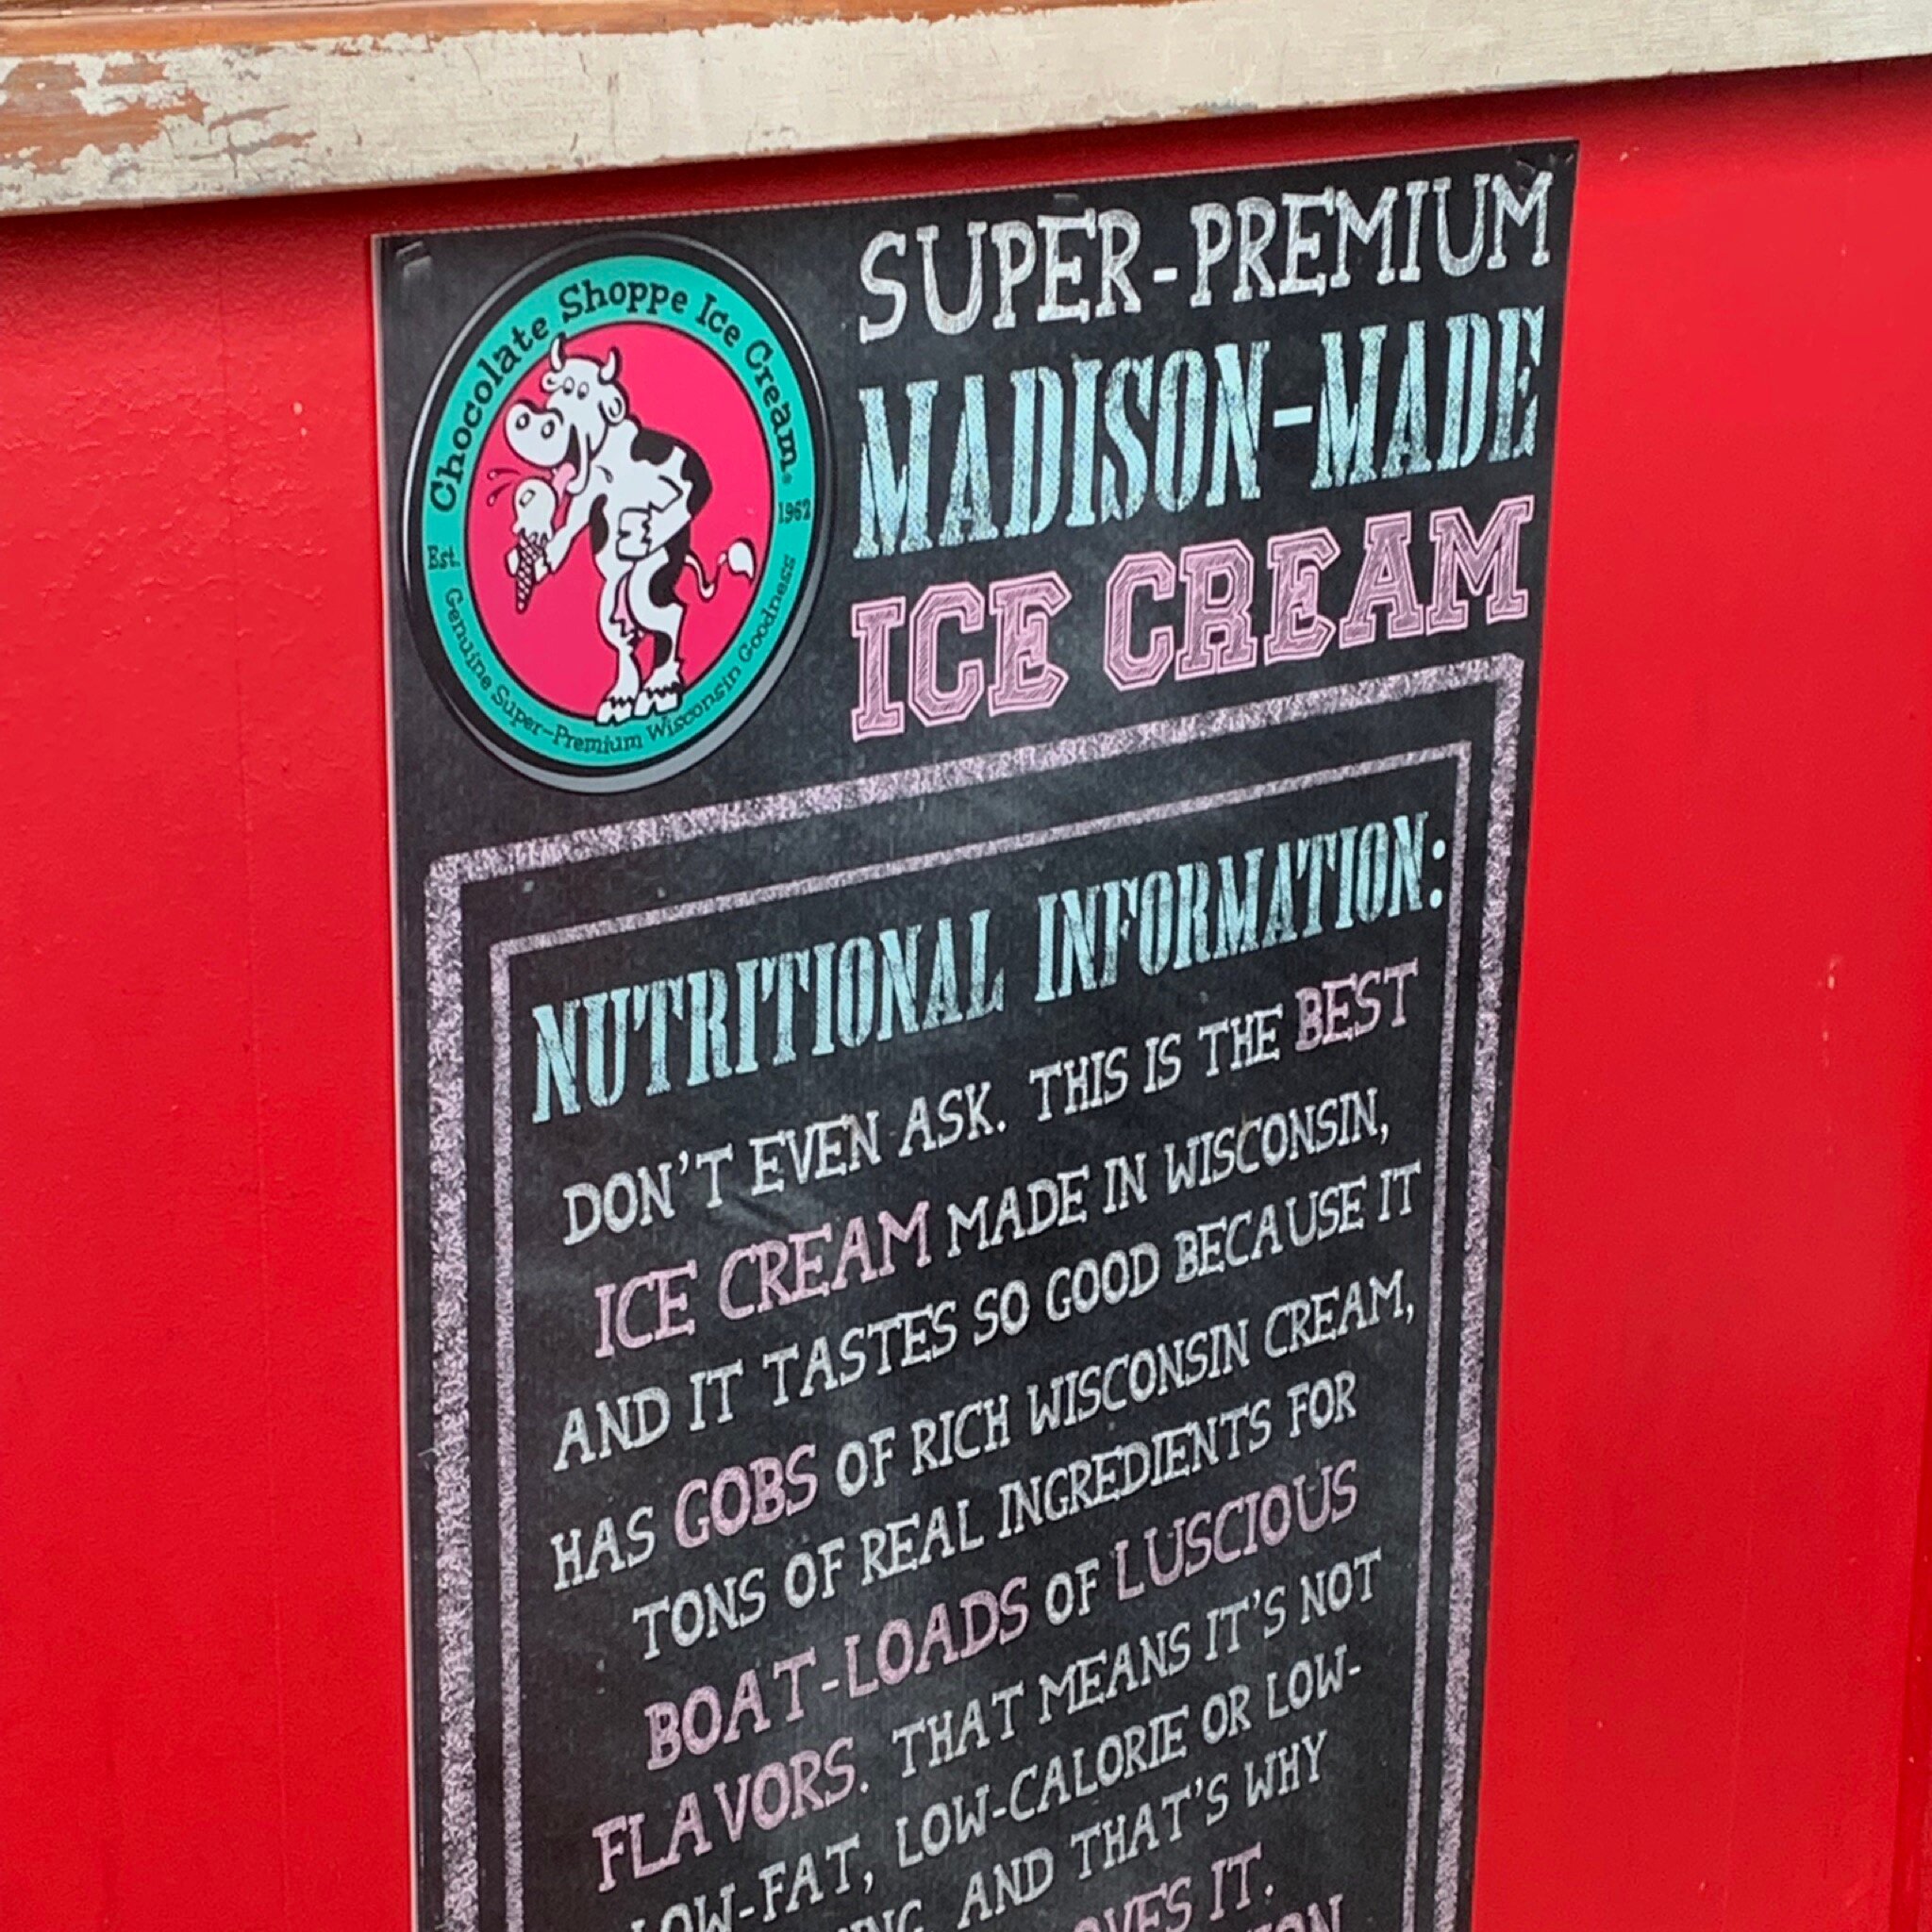 Chocolate Shoppe Ice Cream®
Est. 1962
Genuine Super-Premium Wisconsin Goodness
SUPER-PREMIUM
MADISON-MADE
ICE CREAM
NUTRITIONAL INFORMATION:
DON'T EVEN ASK. THIS IS THE BEST
ICE CREAM MADE IN WISCONSIN,
AND IT TASTES SO GOOD BECAUSE IT
HAS GOBS OF RICH WISCONSIN CREAM,
TONS OF REAL INGREDIENTS FOR
BOAT-LOADS OF LUSCIOUS
FLAVORS. THAT MEANS IT'S NOT
LOW-FAT, LOW-CALORIE OR LOW-
AND THAT'S WHY
IT.